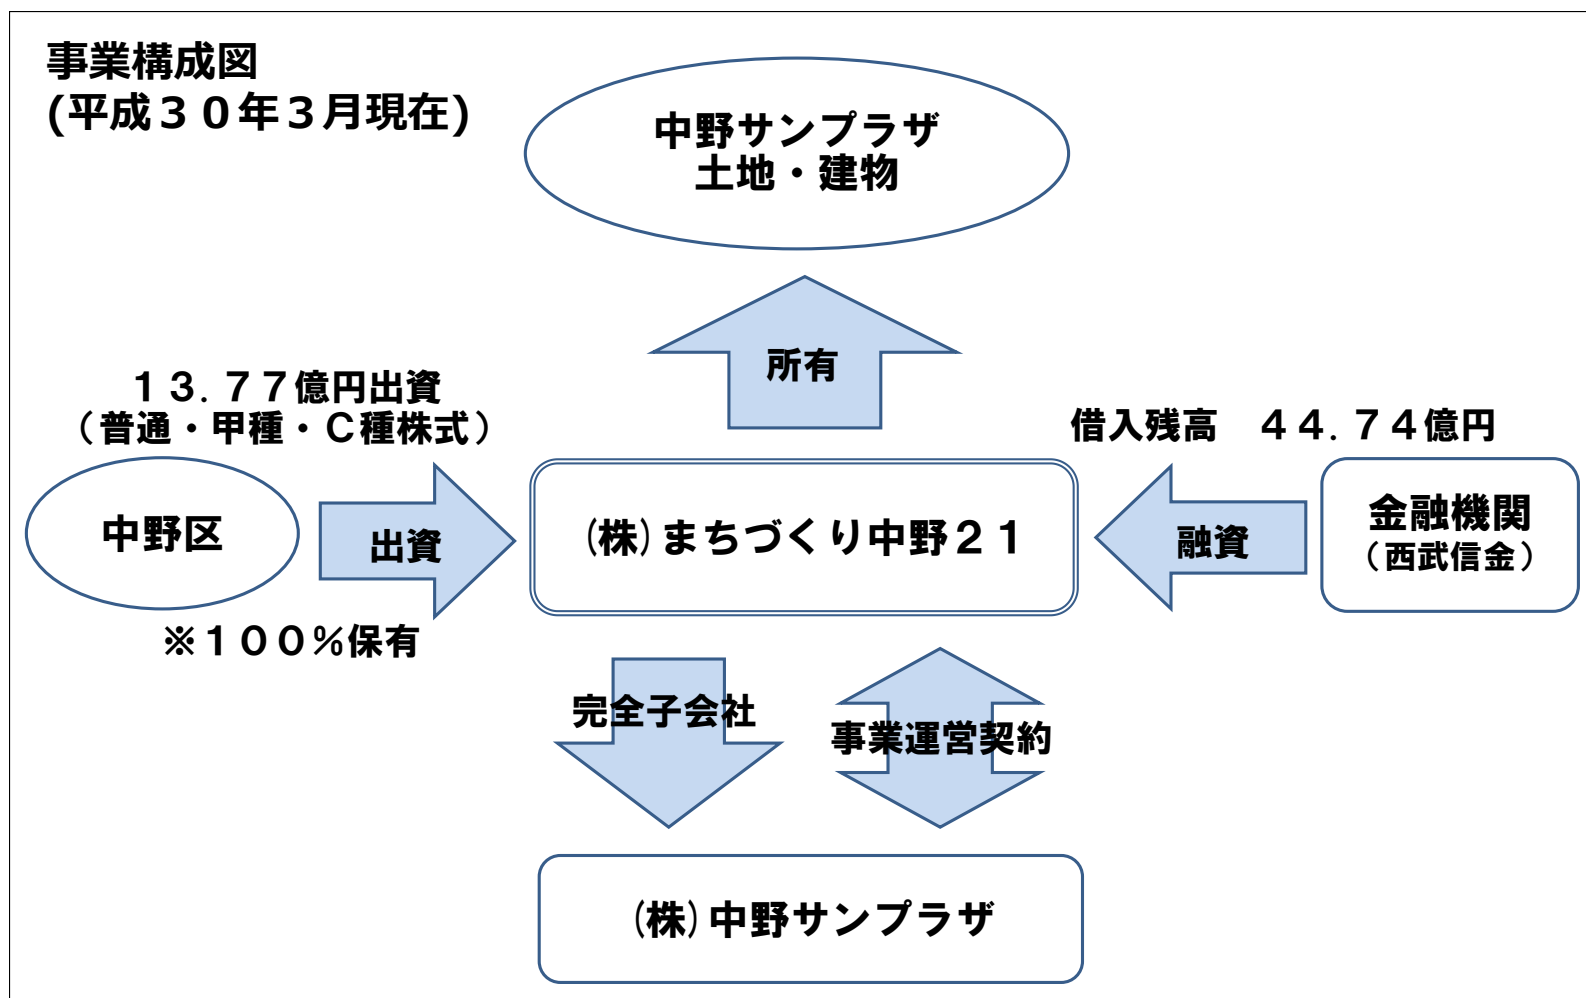 事業構成図
(平成３０年３月現在)
中野サンプラザ
土地・建物
所有
１３．７７億円出資
（普通・甲種・Ｃ種株式）
借入残高　４４．７４億円
中野区
出資
(株)まちづくり中野２１
融資
金融機関
（西武信金）
※１００％保有
完全子会社
事業運営契約
(株)中野サンプラザ